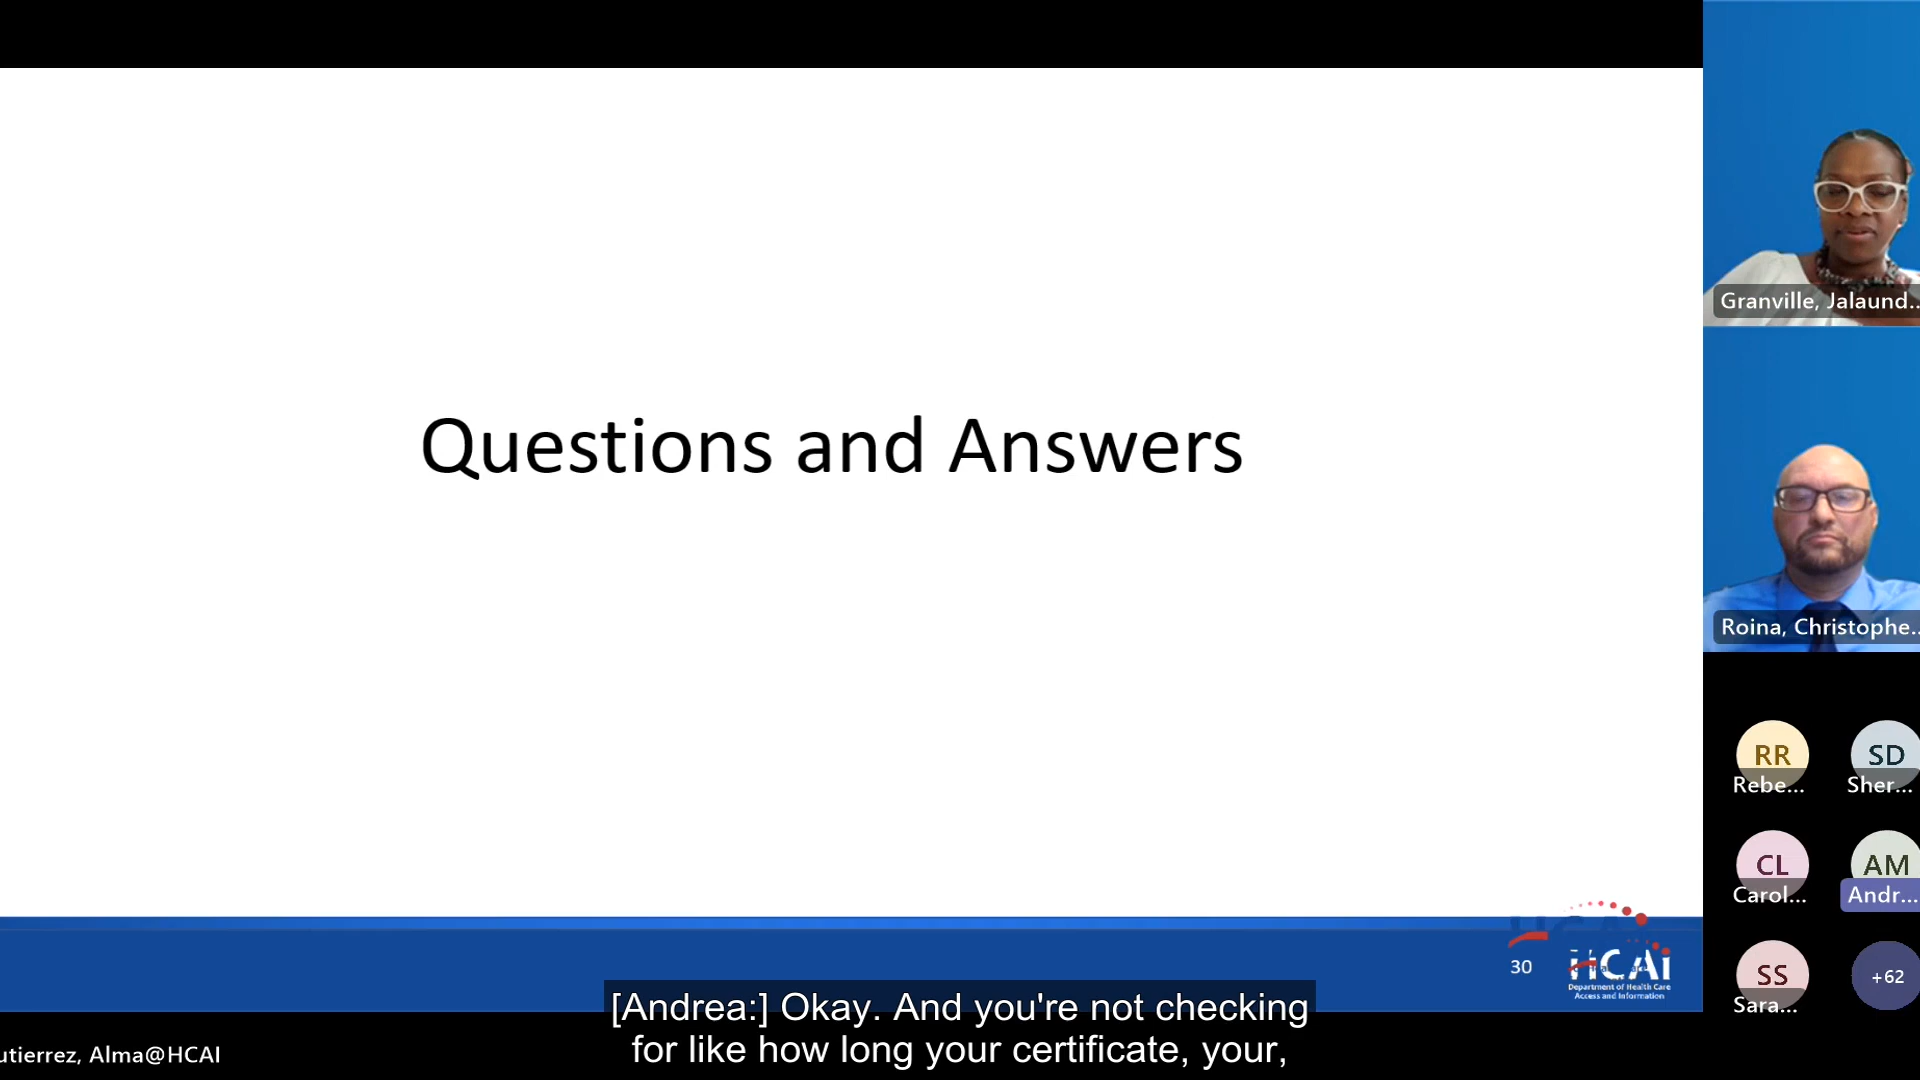 Questions and Answers
Granville, Jalaund...
Roina, Christophe...
RR
Rebe...
SD
Sher...
CL
Carol...
AM
Andr...
SS
Sara...
+62
30
HCAI
Department of Health Care
Access and Information
[Andrea:] Okay. And you're not checking
for like how long your certificate, your,
utierrez, Alma@HCAI